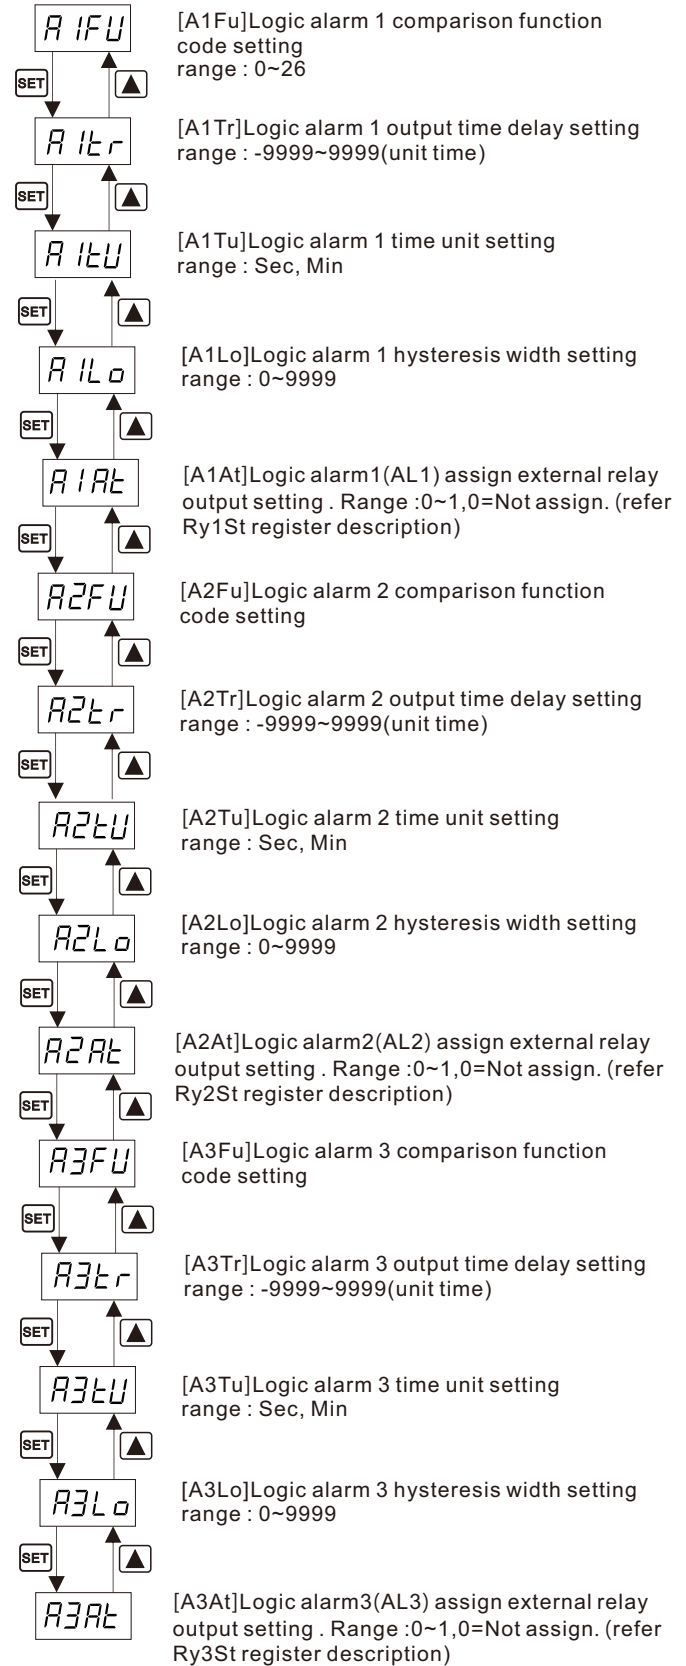 A1FU
[A1Fu]Logic alarm 1 comparison function
code setting
range : 0~26
SET
A1tr
[A1Tr]Logic alarm 1 output time delay setting
range : -9999~9999(unit time)
SET
A1tU
[A1Tu]Logic alarm 1 time unit setting
range : Sec, Min
SET
A1Lo
[A1Lo]Logic alarm 1 hysteresis width setting
range : 0~9999
SET
A1At
[A1At]Logic alarm1(AL1) assign external relay
output setting . Range :0~1,0=Not assign. (refer
Ry1St register description)
SET
A2FU
[A2Fu]Logic alarm 2 comparison function
code setting
SET
A2tr
[A2Tr]Logic alarm 2 output time delay setting
range : -9999~9999(unit time)
SET
A2tU
[A2Tu]Logic alarm 2 time unit setting
range : Sec, Min
SET
A2Lo
[A2Lo]Logic alarm 2 hysteresis width setting
range : 0~9999
SET
A2At
[A2At]Logic alarm2(AL2) assign external relay
output setting . Range :0~1,0=Not assign. (refer
Ry2St register description)
SET
A3FU
[A3Fu]Logic alarm 3 comparison function
code setting
SET
A3tr
[A3Tr]Logic alarm 3 output time delay setting
range : -9999~9999(unit time)
SET
A3tU
[A3Tu]Logic alarm 3 time unit setting
range : Sec, Min
SET
A3Lo
[A3Lo]Logic alarm 3 hysteresis width setting
range : 0~9999
SET
A3At
[A3At]Logic alarm3(AL3) assign external relay
output setting . Range :0~1,0=Not assign. (refer
Ry3St register description)